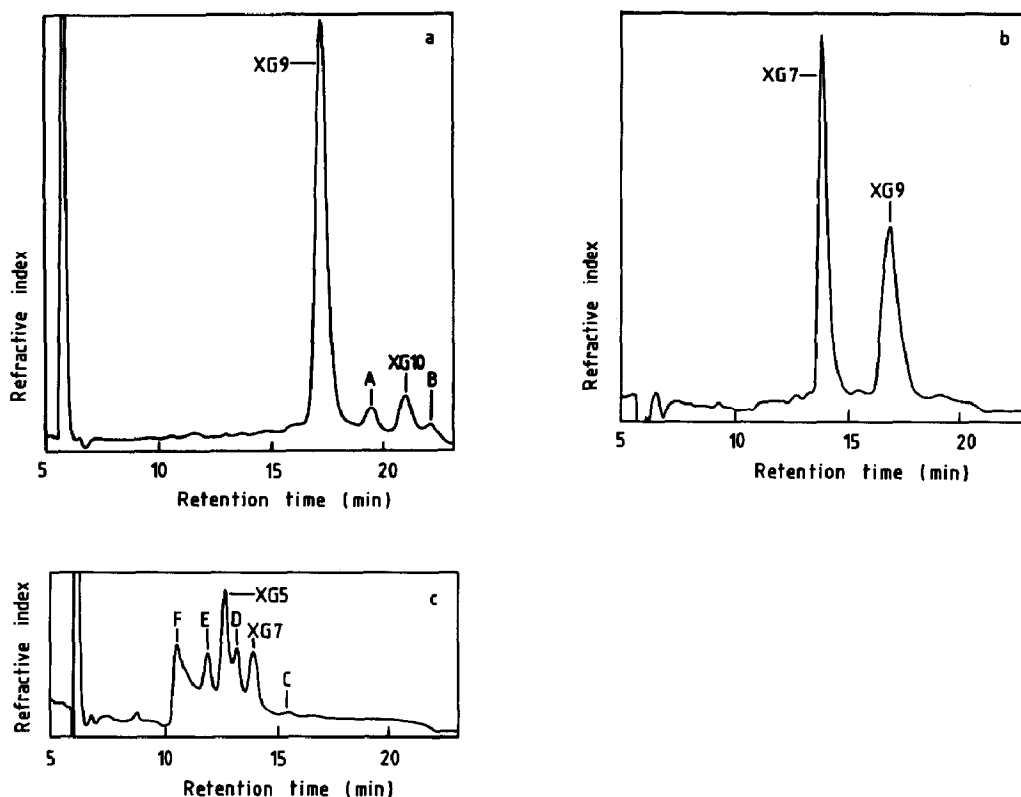 a
XG9
A
XG10
B
Refractive index
5 10 15 20
Retention time (min)
b
XG7
XG9
Refractive index
5 10 15 20
Retention time (min)
c
XG5
F E D XG7
C
Refractive index
5 10 15 20
Retention time (min)